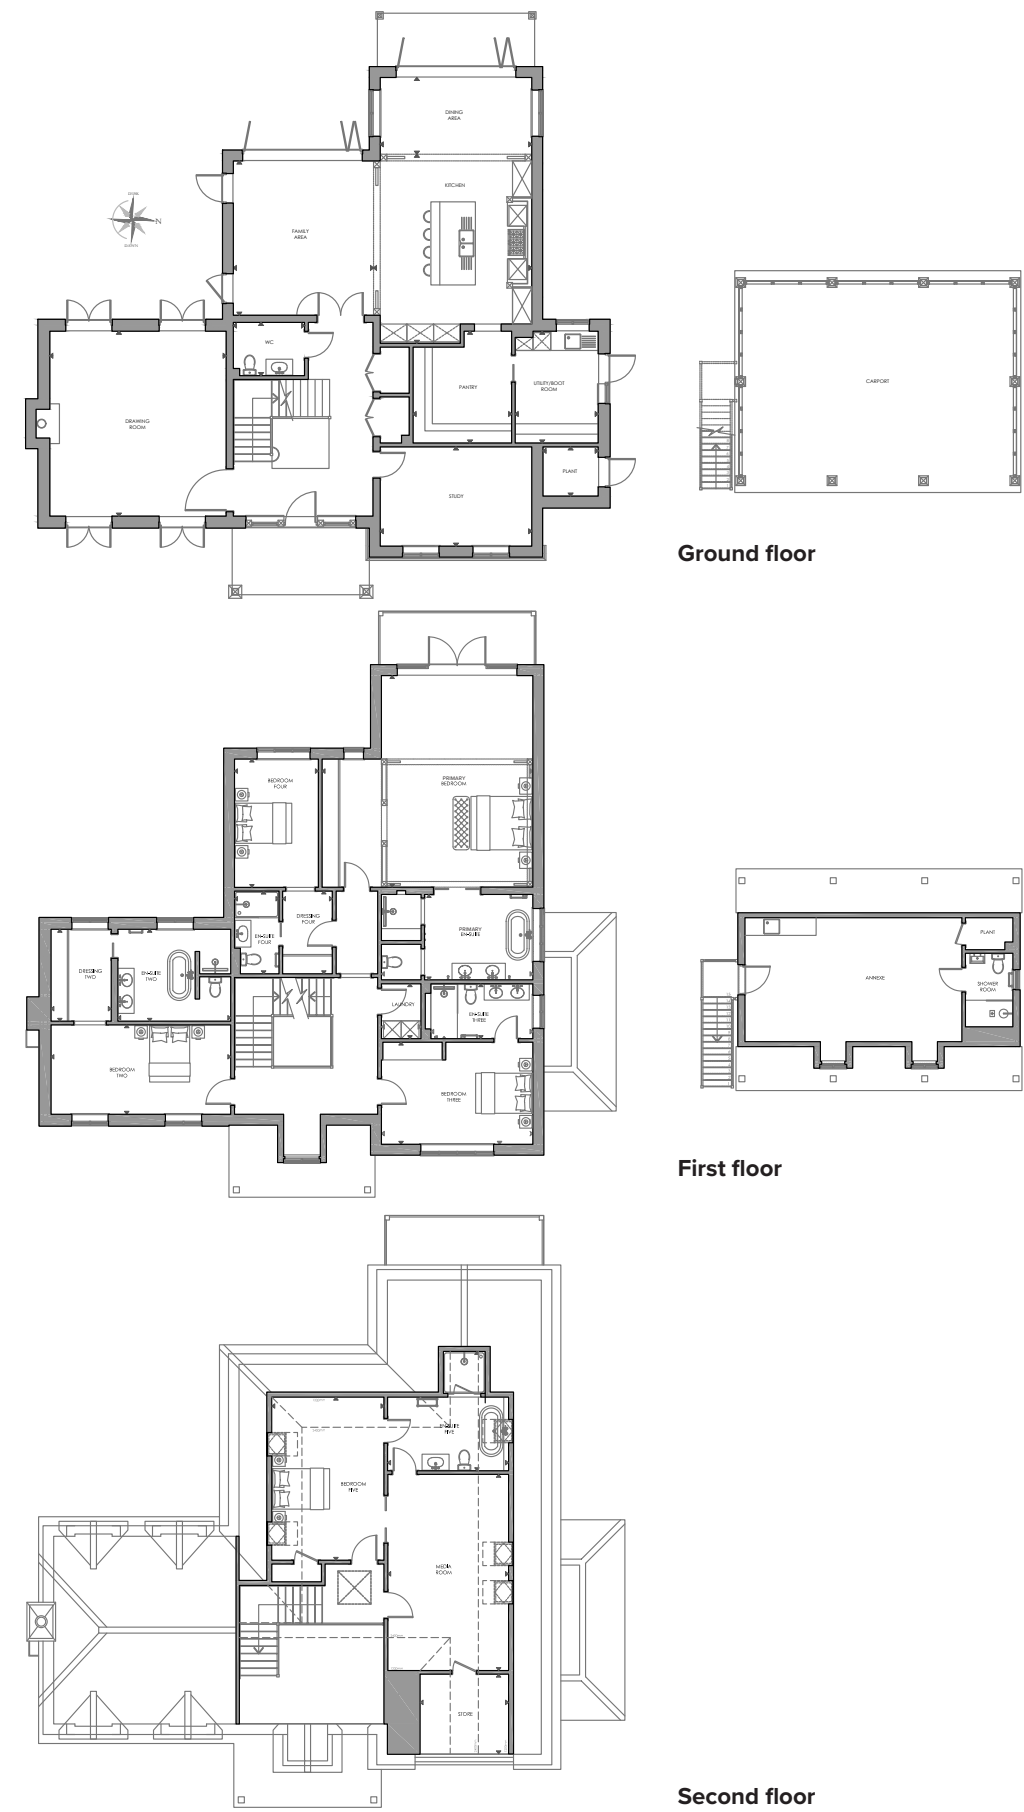 DINING
AREA
KITCHEN
FAMILY
AREA
N
WC
DRAWING
ROOM
PANTRY
UTILITY/BOOT
ROOM
PLANT
STUDY
CARPORT
Ground floor
BEDROOM
FOUR
PRIMARY
BEDROOM
DRESSING
FOUR
EN-SUITE
FOUR
PRIMARY
EN-SUITE
DRESSING
TWO
EN-SUITE
TWO
LAUNDRY
EN-SUITE
THREE
BEDROOM
TWO
BEDROOM
THREE
PLANT
ANNEXE
SHOWER
ROOM
First floor
EN-SUITE
FIVE
BEDROOM
FIVE
MEDIA
ROOM
STORE
Second floor